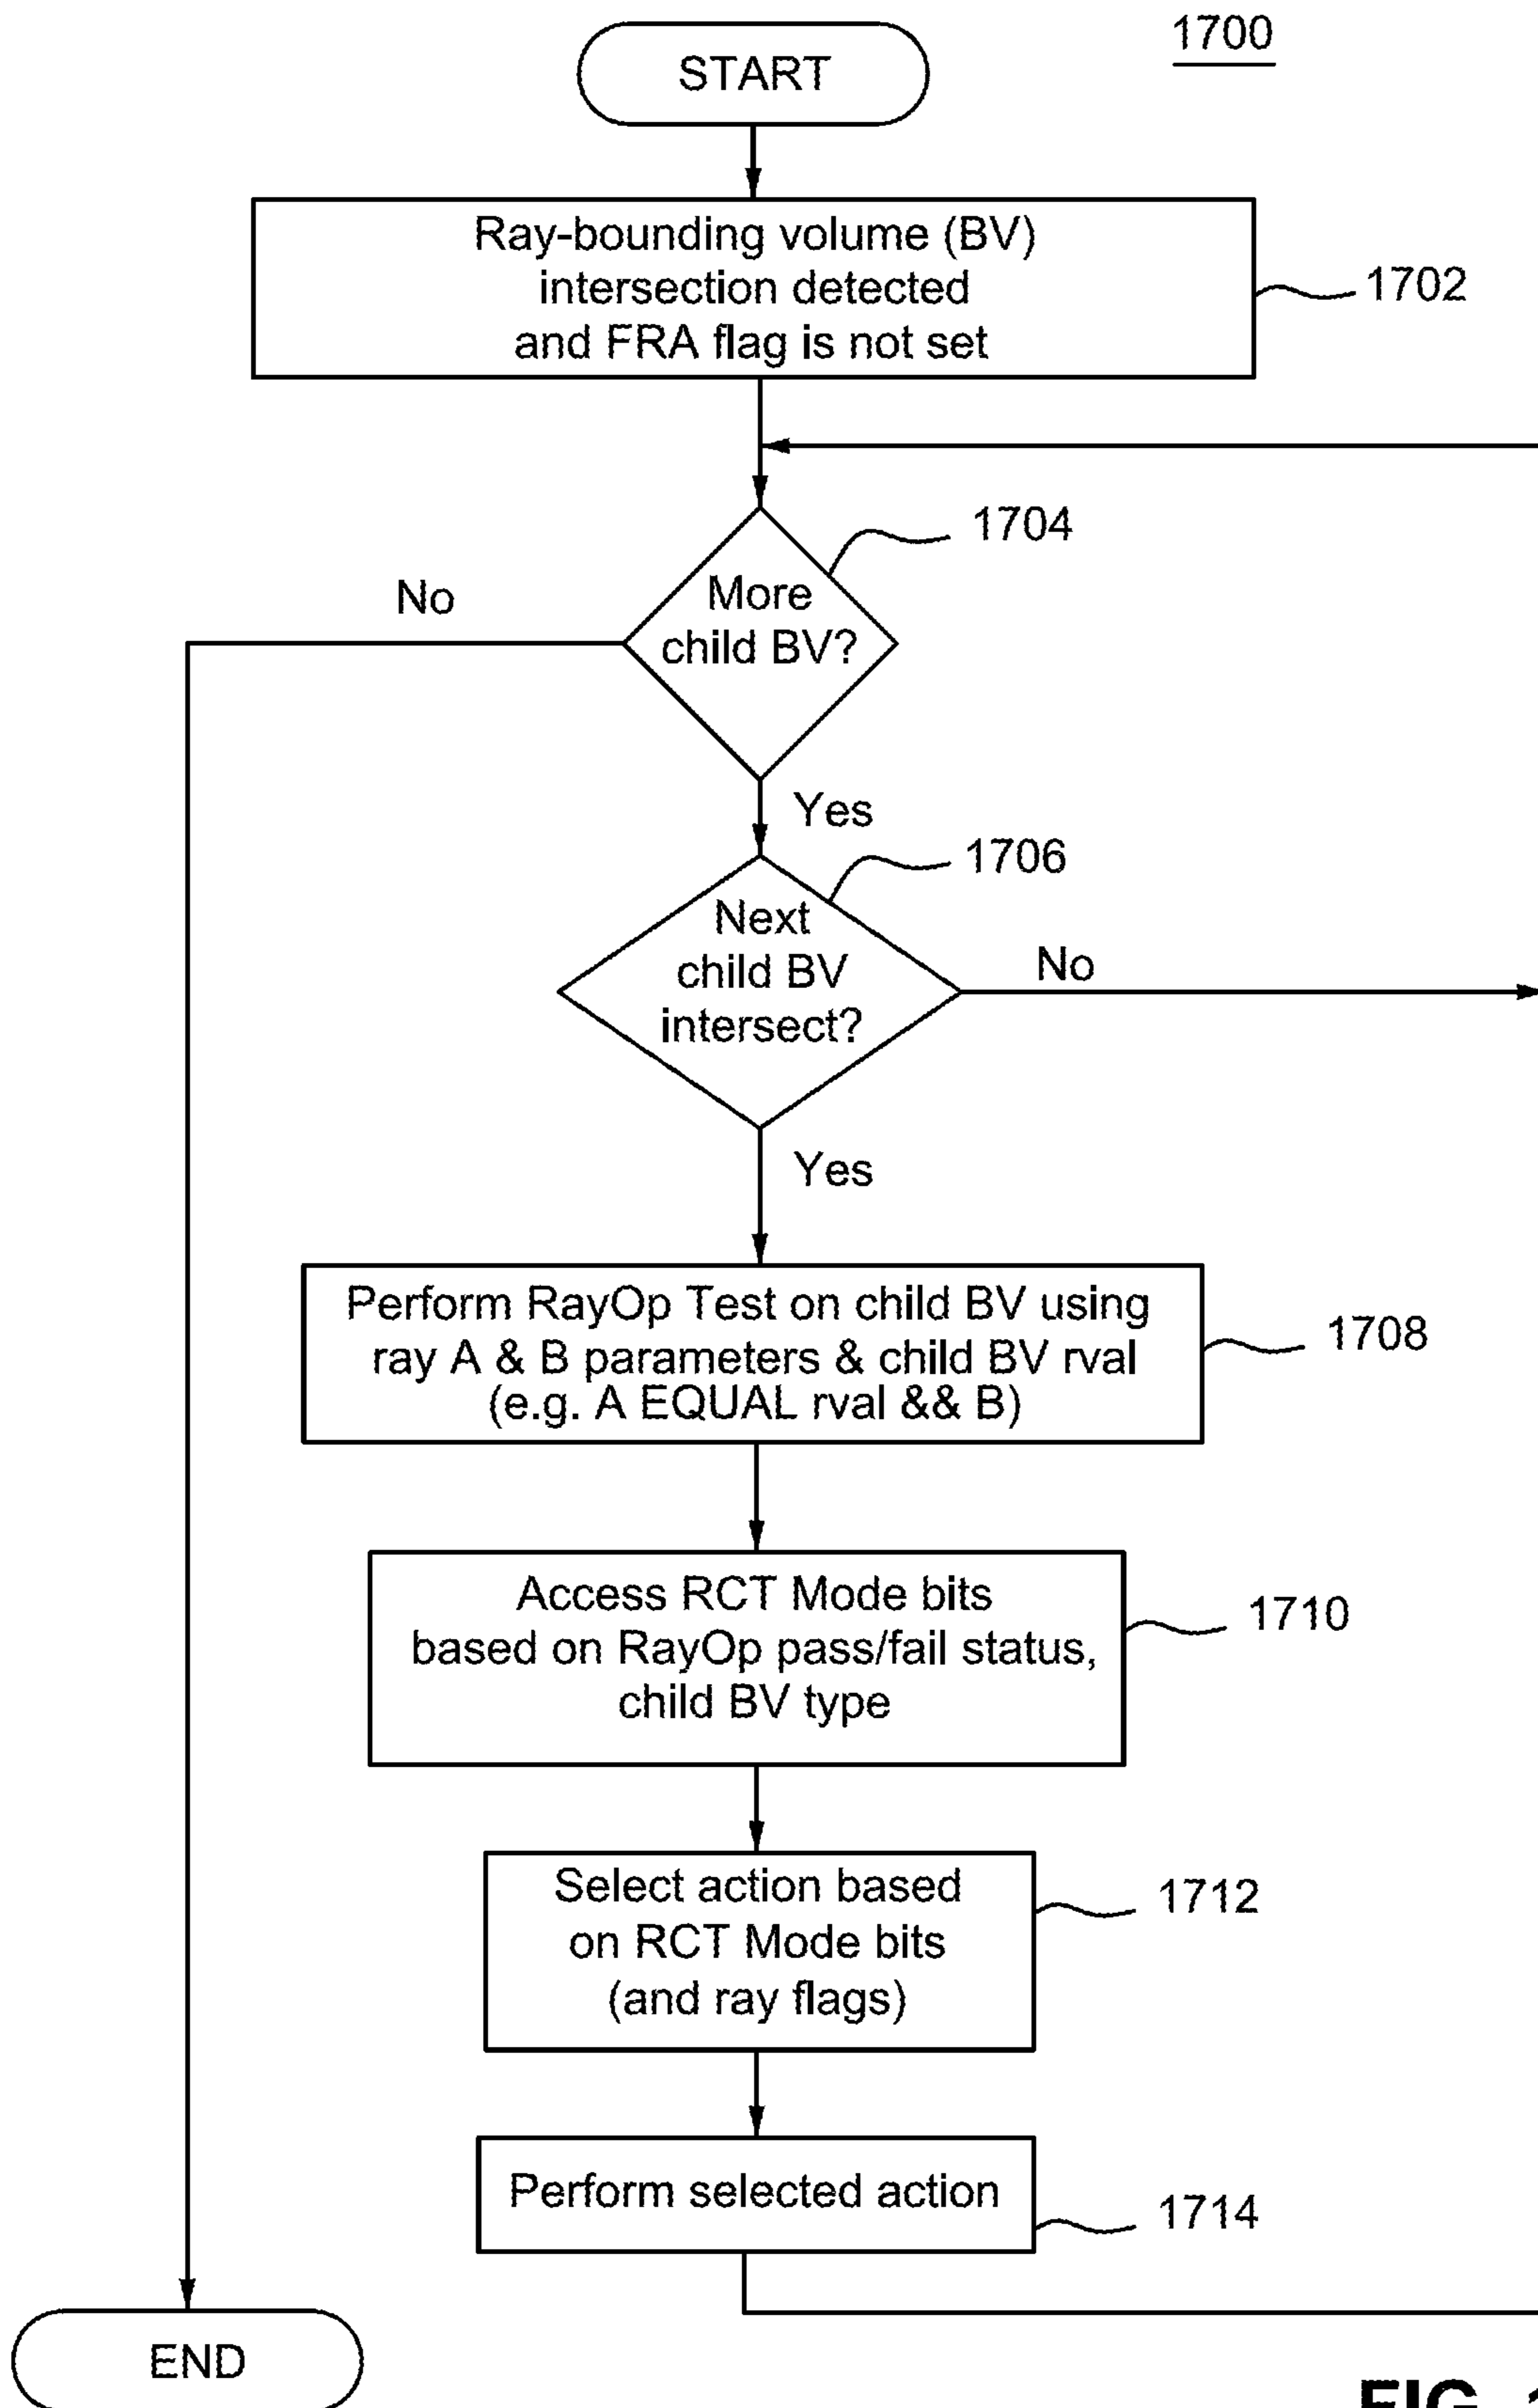 1700
START
Ray-bounding volume (BV)
intersection detected
and FRA flag is not set
1702
1704
More
child BV?
No
Yes
1706
Next
child BV
intersect?
No
Yes
Perform RayOp Test on child BV using
ray A & B parameters & child BV rval
(e.g. A EQUAL rval && B)
1708
Access RCT Mode bits
based on RayOp pass/fail status,
child BV type
1710
Select action based
on RCT Mode bits
(and ray flags)
1712
Perform selected action
1714
END
FIG.